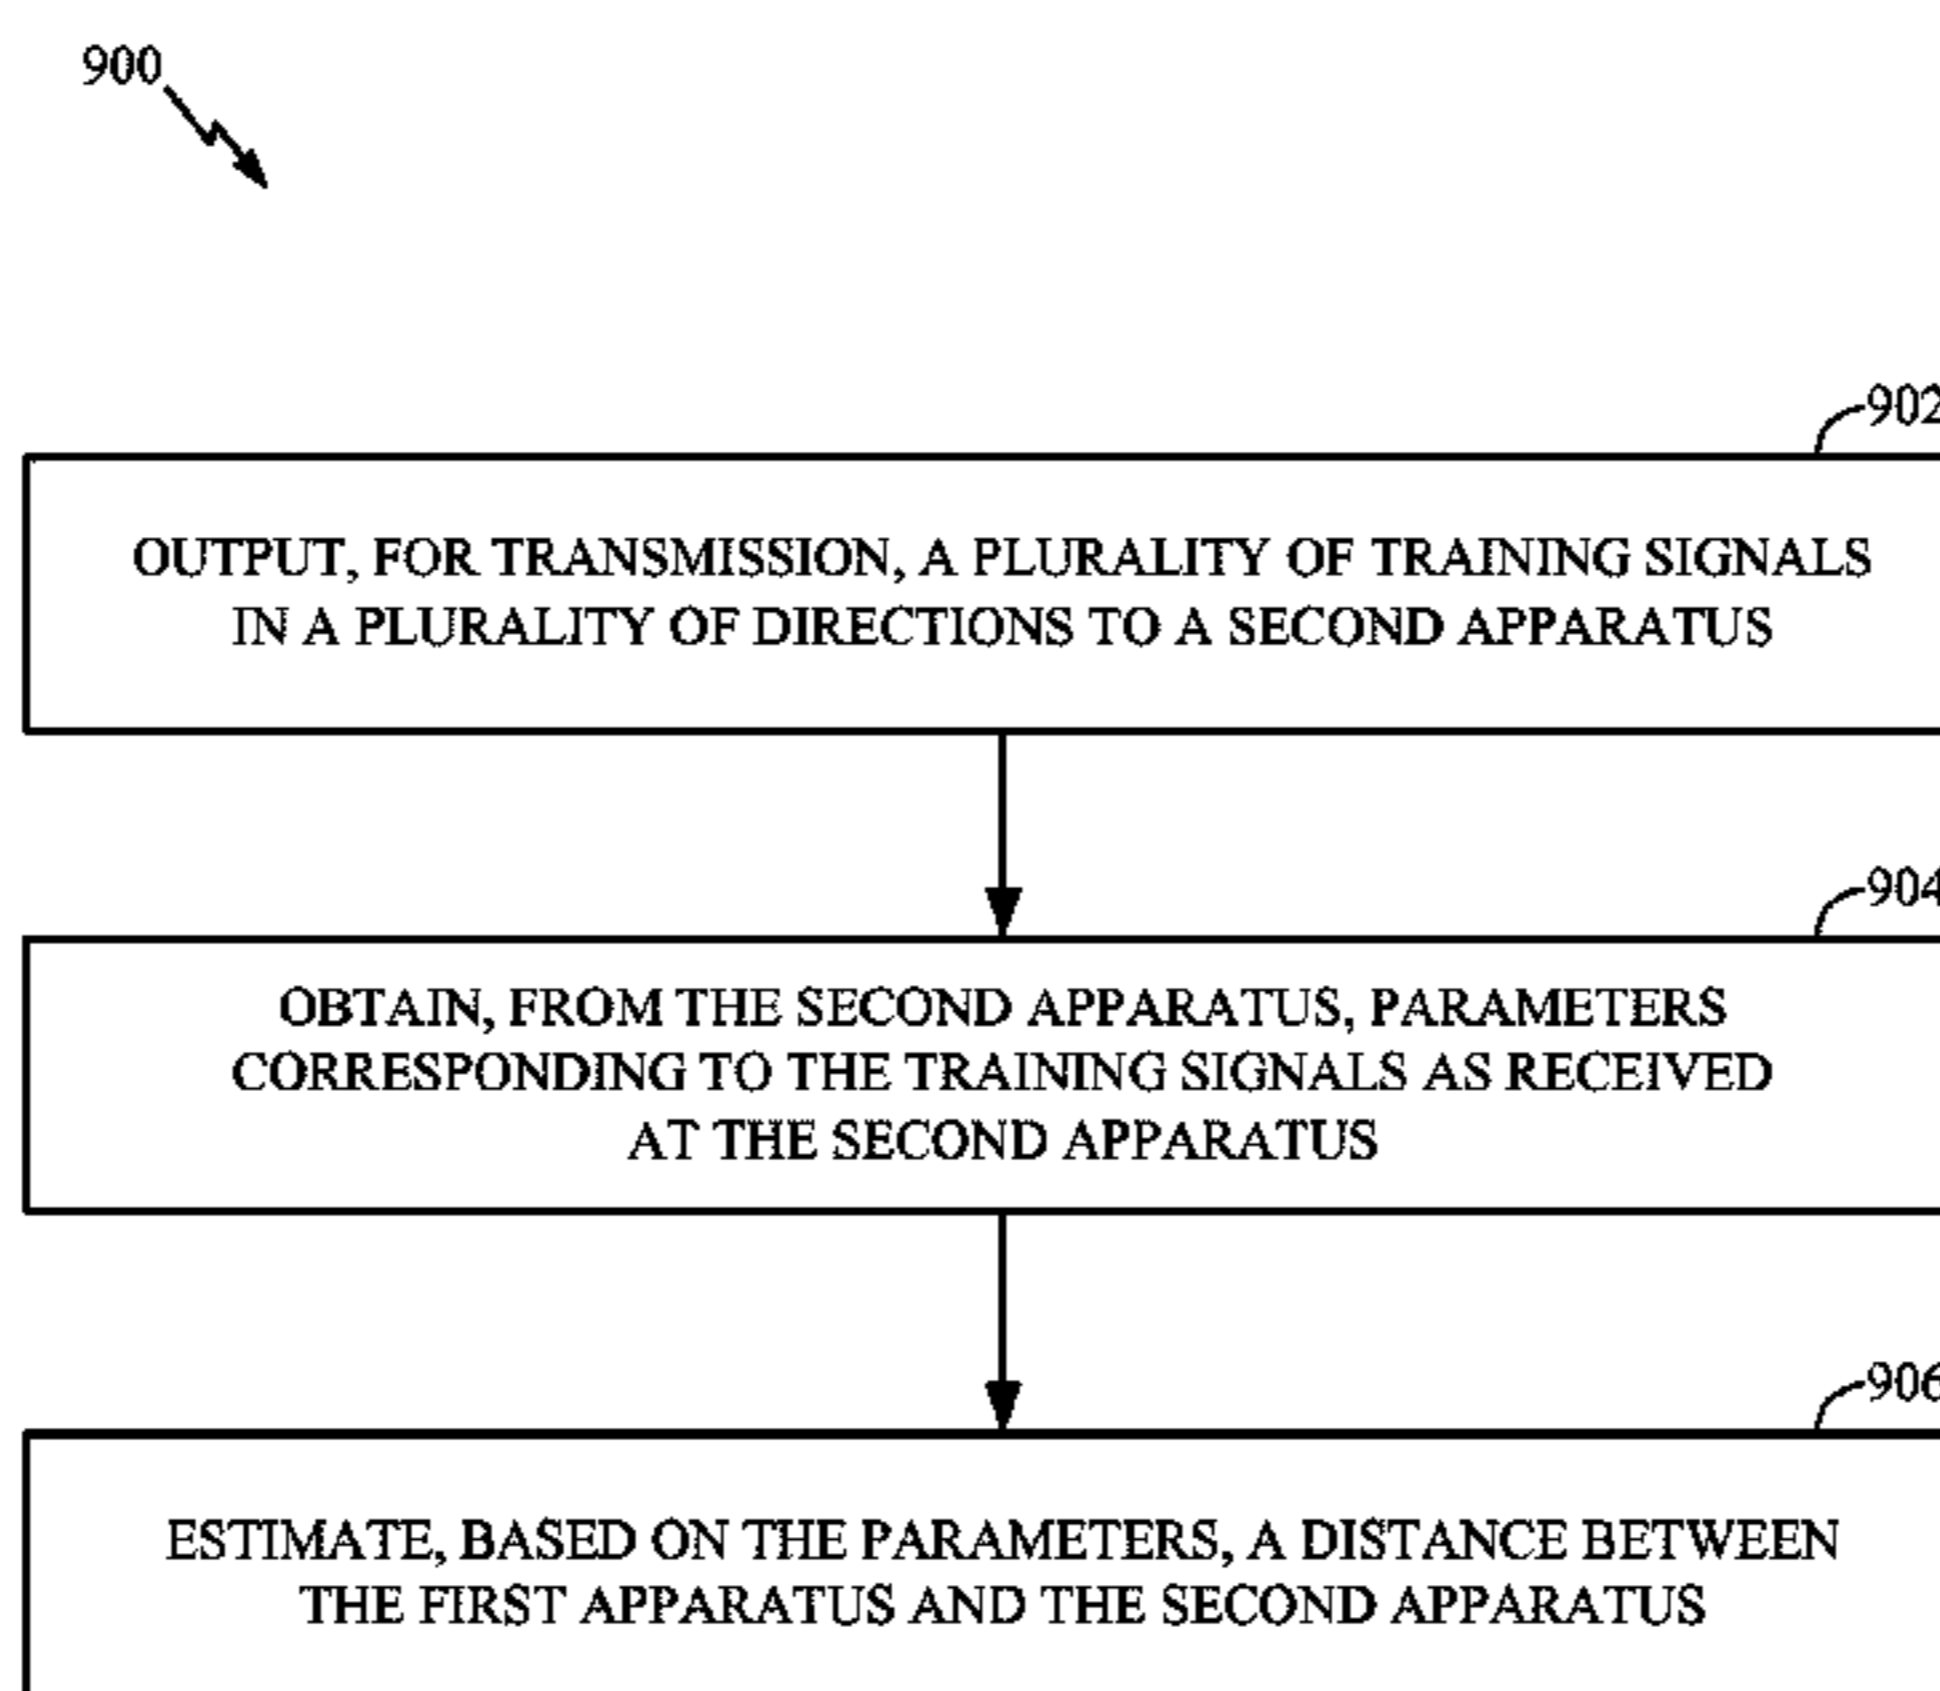 900
902
OUTPUT, FOR TRANSMISSION, A PLURALITY OF TRAINING SIGNALS
IN A PLURALITY OF DIRECTIONS TO A SECOND APPARATUS
904
OBTAIN, FROM THE SECOND APPARATUS, PARAMETERS
CORRESPONDING TO THE TRAINING SIGNALS AS RECEIVED
AT THE SECOND APPARATUS
906
ESTIMATE, BASED ON THE PARAMETERS, A DISTANCE BETWEEN
THE FIRST APPARATUS AND THE SECOND APPARATUS